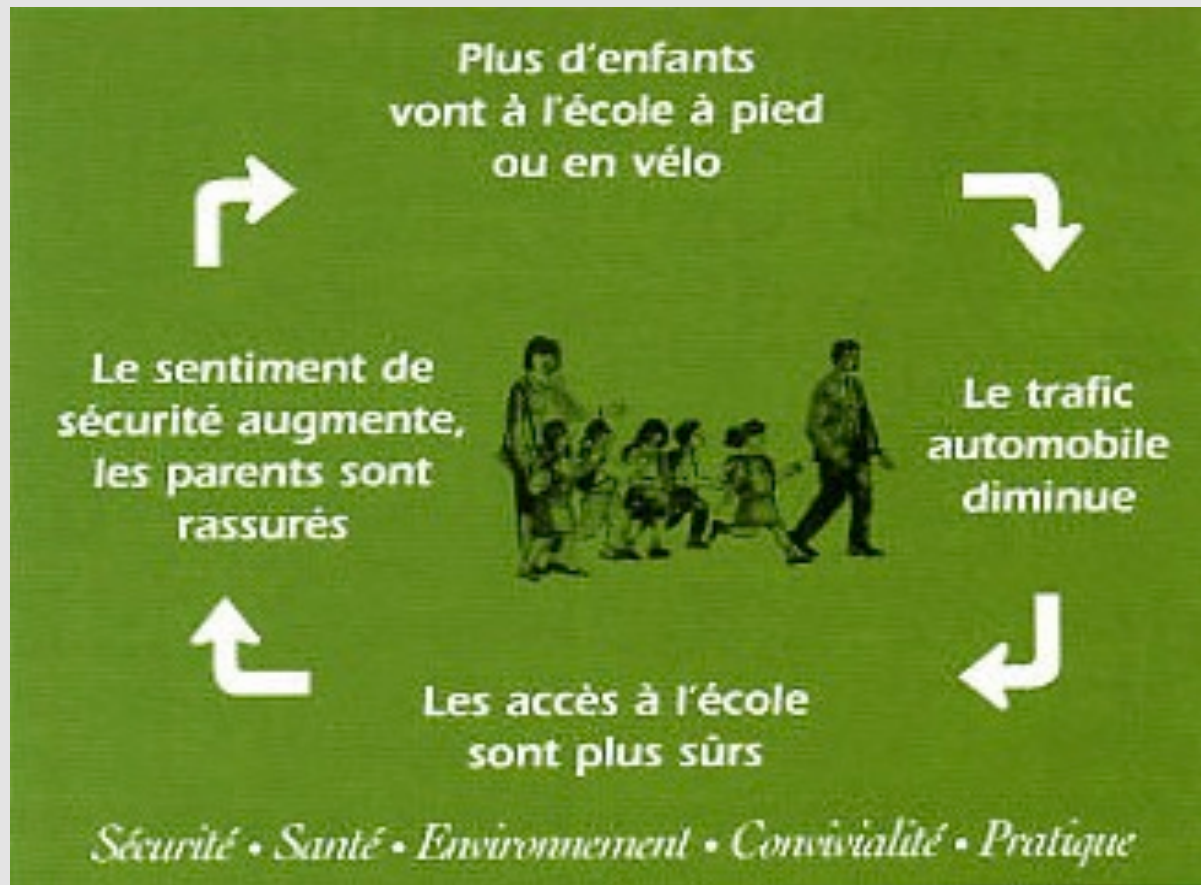 Plus d'enfants
vont à l'école à pied
ou en vélo
Le trafic
automobile
diminue
Les accès à l'école
sont plus sûrs
Le sentiment de
sécurité augmente,
les parents sont
rassurés
Sécurité • Santé • Environnement • Convivialité • Pratique